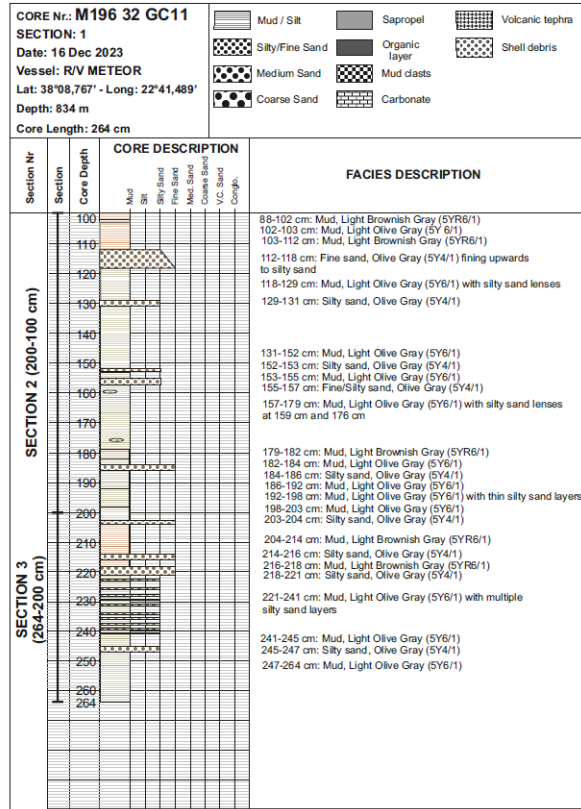 CORE Nr.: M196 32 GC11
SECTION: 1
Date: 16 Dec 2023
Vessel: R/V METEOR
Lat: 38°08,767' - Long: 22°41,489'
Depth: 834 m
Core Length: 264 cm
Mud / Silt
Sapropel
Volcanic tephra
Silty/Fine Sand
Organic
layer
Shell debris
Medium Sand
Mud clasts
Coarse Sand
Carbonate
Section Nr
Section
Core Depth
CORE DESCRIPTION
Mud
Silt
Silty Sand
Fine Sand
Med. Sand
Coarse Sand
V.C. Sand
Conglo.
FACIES DESCRIPTION
SECTION 2 (200-100 cm)
SECTION 3
(264-200 cm)
100
110
120
130
140
150
160
170
180
190
200
210
220
230
240
250
260
264
88-102 cm: Mud, Light Brownish Gray (5YR6/1)
102-103 cm: Mud, Light Olive Gray (5Y 6/1)
103-112 cm: Mud, Light Brownish Gray (5YR6/1)
112-118 cm: Fine sand, Olive Gray (5Y4/1) fining upwards
to silty sand
118-129 cm: Mud, Light Olive Gray (5Y6/1) with silty sand lenses
129-131 cm: Silty sand, Olive Gray (5Y4/1)
131-152 cm: Mud, Light Olive Gray (5Y6/1)
152-153 cm: Silty sand, Olive Gray (5Y4/1)
153-155 cm: Mud, Light Olive Gray (5Y6/1)
155-157 cm: Fine/Silty sand, Olive Gray (5Y4/1)
157-179 cm: Mud, Light Olive Gray (5Y6/1) with silty sand lenses
at 159 cm and 176 cm
179-182 cm: Mud, Light Brownish Gray (5YR6/1)
182-184 cm: Mud, Light Olive Gray (5Y6/1)
184-186 cm: Silty sand, Olive Gray (5Y4/1)
186-192 cm: Mud, Light Olive Gray (5Y6/1)
192-198 cm: Mud, Light Olive Gray (5Y6/1) with thin silty sand layers
198-203 cm: Mud, Light Olive Gray (5Y6/1)
203-204 cm: Silty sand, Olive Gray (5Y4/1)
204-214 cm: Mud, Light Brownish Gray (5YR6/1)
214-216 cm: Silty sand, Olive Gray (5Y4/1)
216-218 cm: Mud, Light Brownish Gray (5YR6/1)
218-221 cm: Silty sand, Olive Gray (5Y4/1)
221-241 cm: Mud, Light Olive Gray (5Y6/1) with multiple
silty sand layers
241-245 cm: Mud, Light Olive Gray (5Y6/1)
245-247 cm: Silty sand, Olive Gray (5Y4/1)
247-264 cm: Mud, Light Olive Gray (5Y6/1)